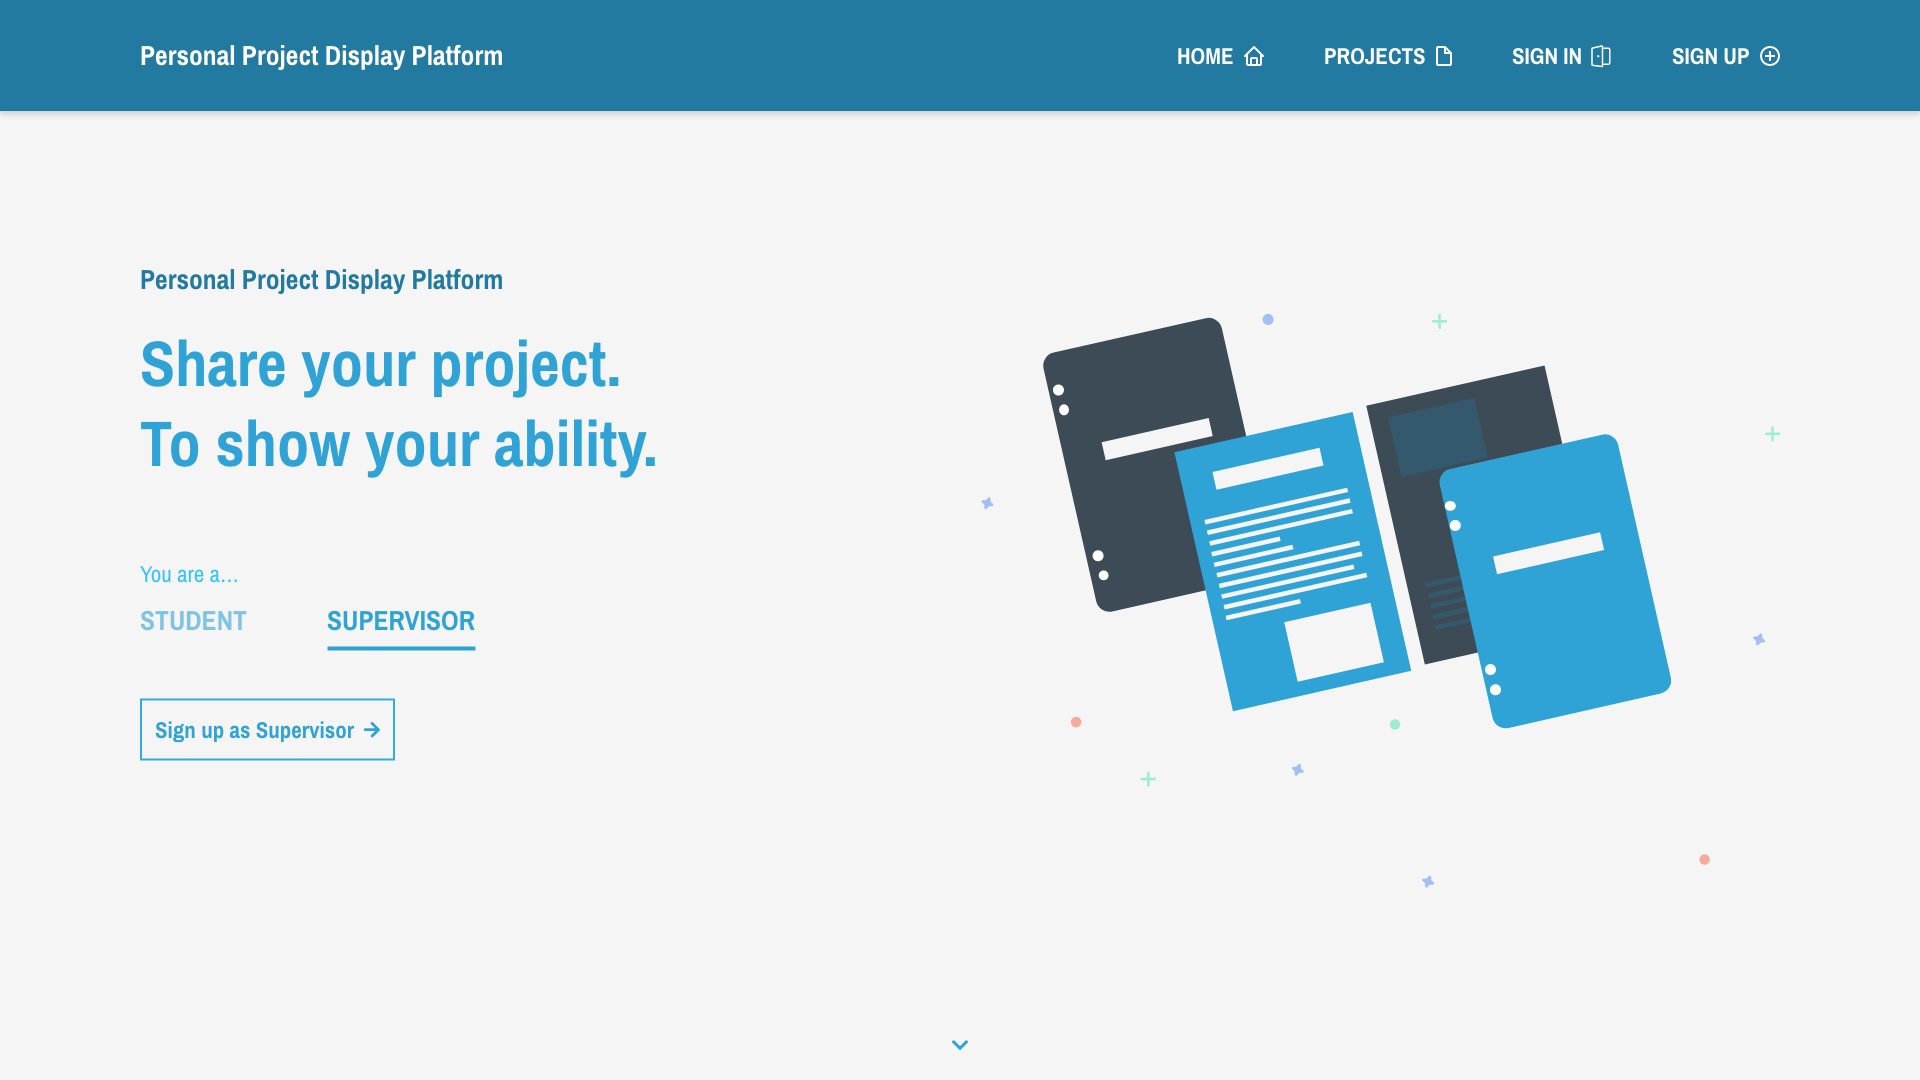 Personal Project Display Platform
HOME
PROJECTS
SIGN IN
SIGN UP
Personal Project Display Platform
Share your project.
To show your ability.
You are a...
STUDENT
SUPERVISOR
Sign up as Supervisor